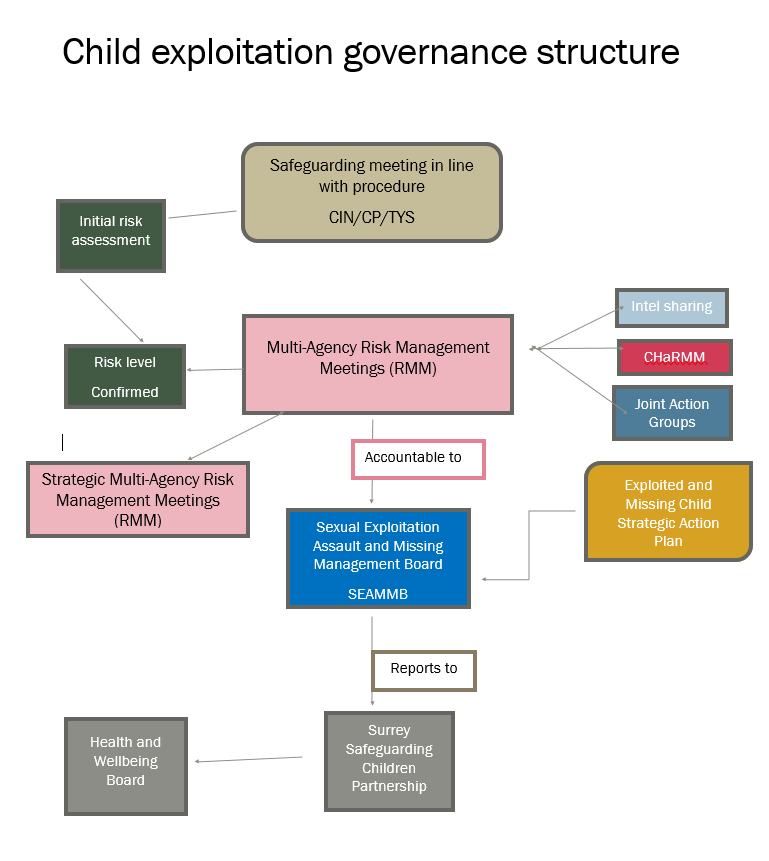 Child exploitation governance structure
Safeguarding meeting in line
with procedure
CIN/CP/TYS
Initial risk
assessment
Intel sharing
Multi-Agency Risk Management
Meetings (RMM)
CHaRMM
Risk level
Confirmed
Joint Action
Groups
Accountable to
Strategic Multi-Agency Risk
Management Meetings
(RMM)
Exploited and
Missing Child
Strategic Action
Plan
Sexual Exploitation
Assault and Missing
Management Board
SEAMMB
Reports to
Surrey
Safeguarding
Children
Partnership
Health and
Wellbeing
Board